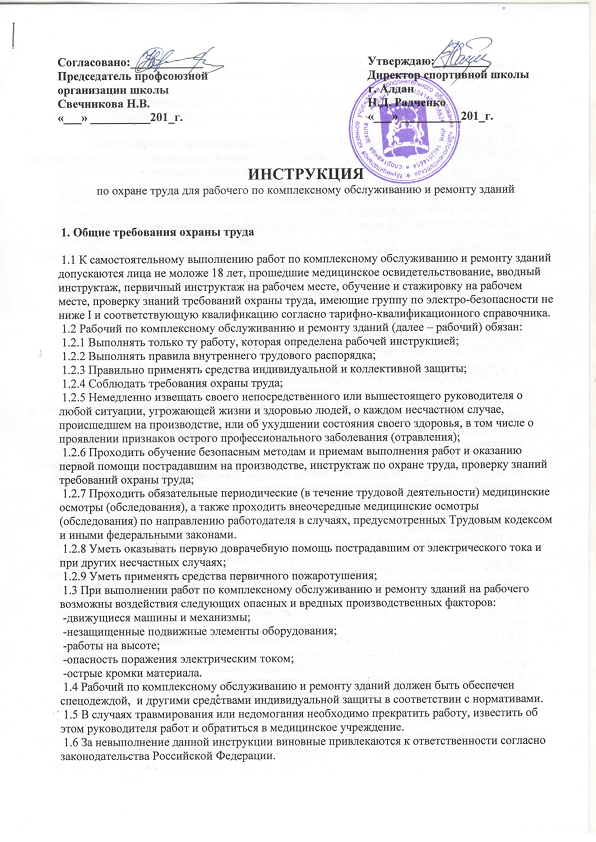 Согласовано:____________
Председатель профсоюзной
организации школы
Свечникова Н.В.
«___» __________201_г.
Утверждаю:
Директор спортивной школы
г. Алдан
Н.Д. Радченко
«___» __________201_г.
ИНСТРУКЦИЯ
по охране труда для рабочего по комплексному обслуживанию и ремонту зданий
1. Общие требования охраны труда
1.1 К самостоятельному выполнению работ по комплексному обслуживанию и ремонту зданий
допускаются лица не моложе 18 лет, прошедшие медицинское освидетельствование, вводный
инструктаж, первичный инструктаж на рабочем месте, обучение и стажировку на рабочем
месте, проверку знаний требований охраны труда, имеющие группу по электро-безопасности не
ниже I и соответствующую квалификацию согласно тарифно-квалификационного справочника.
1.2 Рабочий по комплексному обслуживанию и ремонту зданий (далее – рабочий) обязан:
1.2.1 Выполнять только ту работу, которая определена рабочей инструкцией;
1.2.2 Выполнять правила внутреннего трудового распорядка;
1.2.3 Правильно применять средства индивидуальной и коллективной защиты;
1.2.4 Соблюдать требования охраны труда;
1.2.5 Немедленно извещать своего непосредственного или вышестоящего руководителя о
любой ситуации, угрожающей жизни и здоровью людей, о каждом несчастном случае,
происшедшем на производстве, или об ухудшении состояния своего здоровья, в том числе о
проявлении признаков острого профессионального заболевания (отравления);
1.2.6 Проходить обучение безопасным методам и приемам выполнения работ и оказанию
первой помощи пострадавшим на производстве, инструктаж по охране труда, проверку знаний
требований охраны труда;
1.2.7 Проходить обязательные периодические (в течение трудовой деятельности) медицинские
осмотры (обследования), а также проходить внеочередные медицинские осмотры
(обследования) по направлению работодателя в случаях, предусмотренных Трудовым кодексом
и иными федеральными законами.
1.2.8 Уметь оказывать первую доврачебную помощь пострадавшим от электрического тока и
при других несчастных случаях;
1.2.9 Уметь применять средства первичного пожаротушения;
1.3 При выполнении работ по комплексному обслуживанию и ремонту зданий на рабочего
возможны воздействия следующих опасных и вредных производственных факторов:
-движущиеся машины и механизмы;
-незащищенные подвижные элементы оборудования;
-работы на высоте;
-опасность поражения электрическим током;
-острые кромки материала.
1.4 Рабочий по комплексному обслуживанию и ремонту зданий должен быть обеспечен
спецодеждой, и другими средствами индивидуальной защиты в соответствии с нормативами.
1.5 В случаях травмирования или недомогания необходимо прекратить работу, известить об
этом руководителя работ и обратиться в медицинское учреждение.
1.6 За невыполнение данной инструкции виновные привлекаются к ответственности согласно
законодательства Российской Федерации.